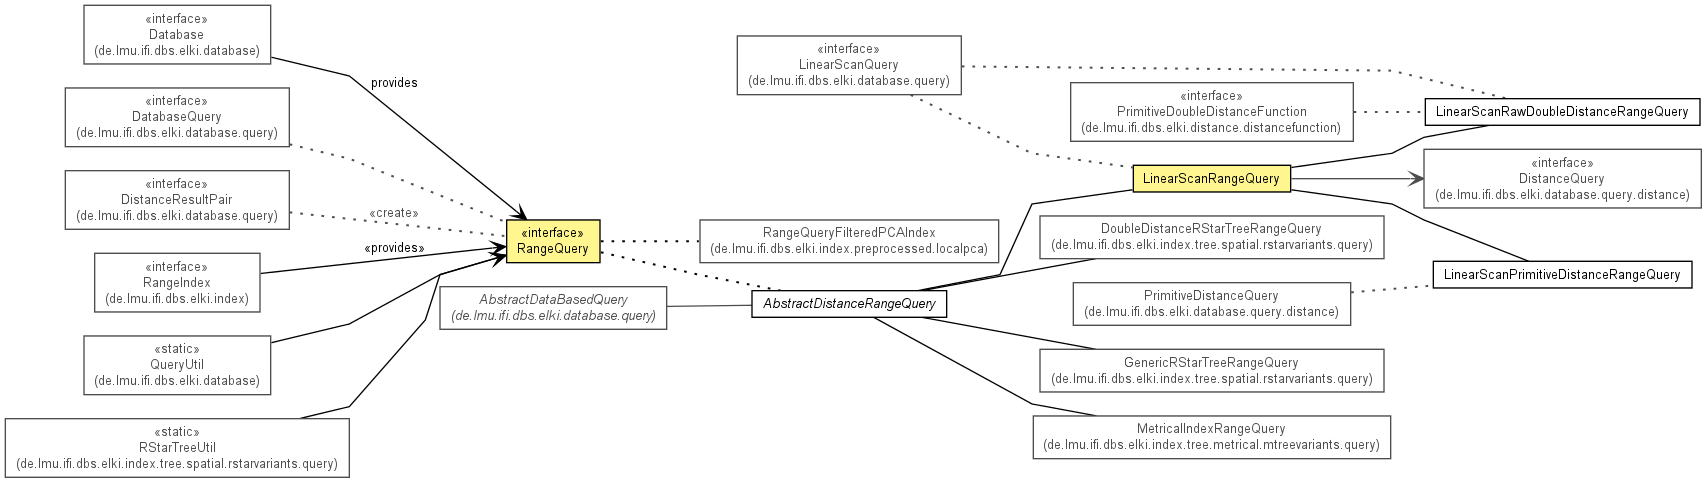 «interface»
Database
(de.lmu.ifi.dbs.elki.database)
provides
«interface»
DatabaseQuery
(de.lmu.ifi.dbs.elki.database.query)
«interface»
DistanceResultPair
(de.lmu.ifi.dbs.elki.database.query)
«create»
«provides»
«interface»
RangeIndex
(de.lmu.ifi.dbs.elki.index)
«static»
QueryUtil
(de.lmu.ifi.dbs.elki.database)
«static»
RStarTreeUtil
(de.lmu.ifi.dbs.elki.index.tree.spatial.rstarvariants.query)
«interface»
RangeQuery
AbstractDataBasedQuery
(de.lmu.ifi.dbs.elki.database.query)
RangeQueryFilteredPCAIndex
(de.lmu.ifi.dbs.elki.index.preprocessed.localpca)
AbstractDistanceRangeQuery
«interface»
LinearScanQuery
(de.lmu.ifi.dbs.elki.database.query)
«interface»
PrimitiveDoubleDistanceFunction
(de.lmu.ifi.dbs.elki.distance.distancefunction)
LinearScanRangeQuery
DoubleDistanceRStarTreeRangeQuery
(de.lmu.ifi.dbs.elki.index.tree.spatial.rstarvariants.query)
PrimitiveDistanceQuery
(de.lmu.ifi.dbs.elki.database.query.distance)
GenericRStarTreeRangeQuery
(de.lmu.ifi.dbs.elki.index.tree.spatial.rstarvariants.query)
MetricalIndexRangeQuery
(de.lmu.ifi.dbs.elki.index.tree.metrical.mtreevariants.query)
LinearScanRawDoubleDistanceRangeQuery
«interface»
DistanceQuery
(de.lmu.ifi.dbs.elki.database.query.distance)
LinearScanPrimitiveDistanceRangeQuery